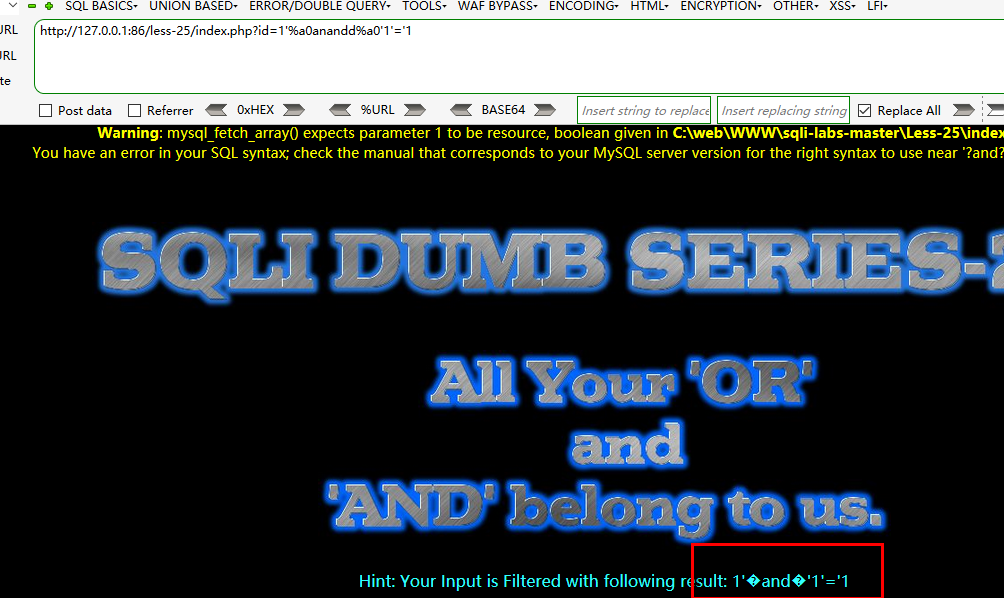 SQL BASICS▾ UNION BASED▾ ERROR/DOUBLE QUERY▾ TOOLS▾ WAF BYPASS▾ ENCODING▾ HTML▾ ENCRYPTION▾ OTHER▾ XSS▾ LFI▾
http://127.0.0.1:86/less-25/index.php?id=1'%a0anandd%a0'1'='1
Post data Referrer 0xHEX %URL BASE64 Insert string to replace Insert replacing string Replace All
Warning: mysql_fetch_array() expects parameter 1 to be resource, boolean given in C:\web\WWW\sqli-labs-master\Less-25\index
You have an error in your SQL syntax; check the manual that corresponds to your MySQL server version for the right syntax to use near '?and?
SQLI DUMB SERIES-2
All Your 'OR'
and
'AND' belong to us.
Hint: Your Input is Filtered with following result: 1'�and�'1'='1